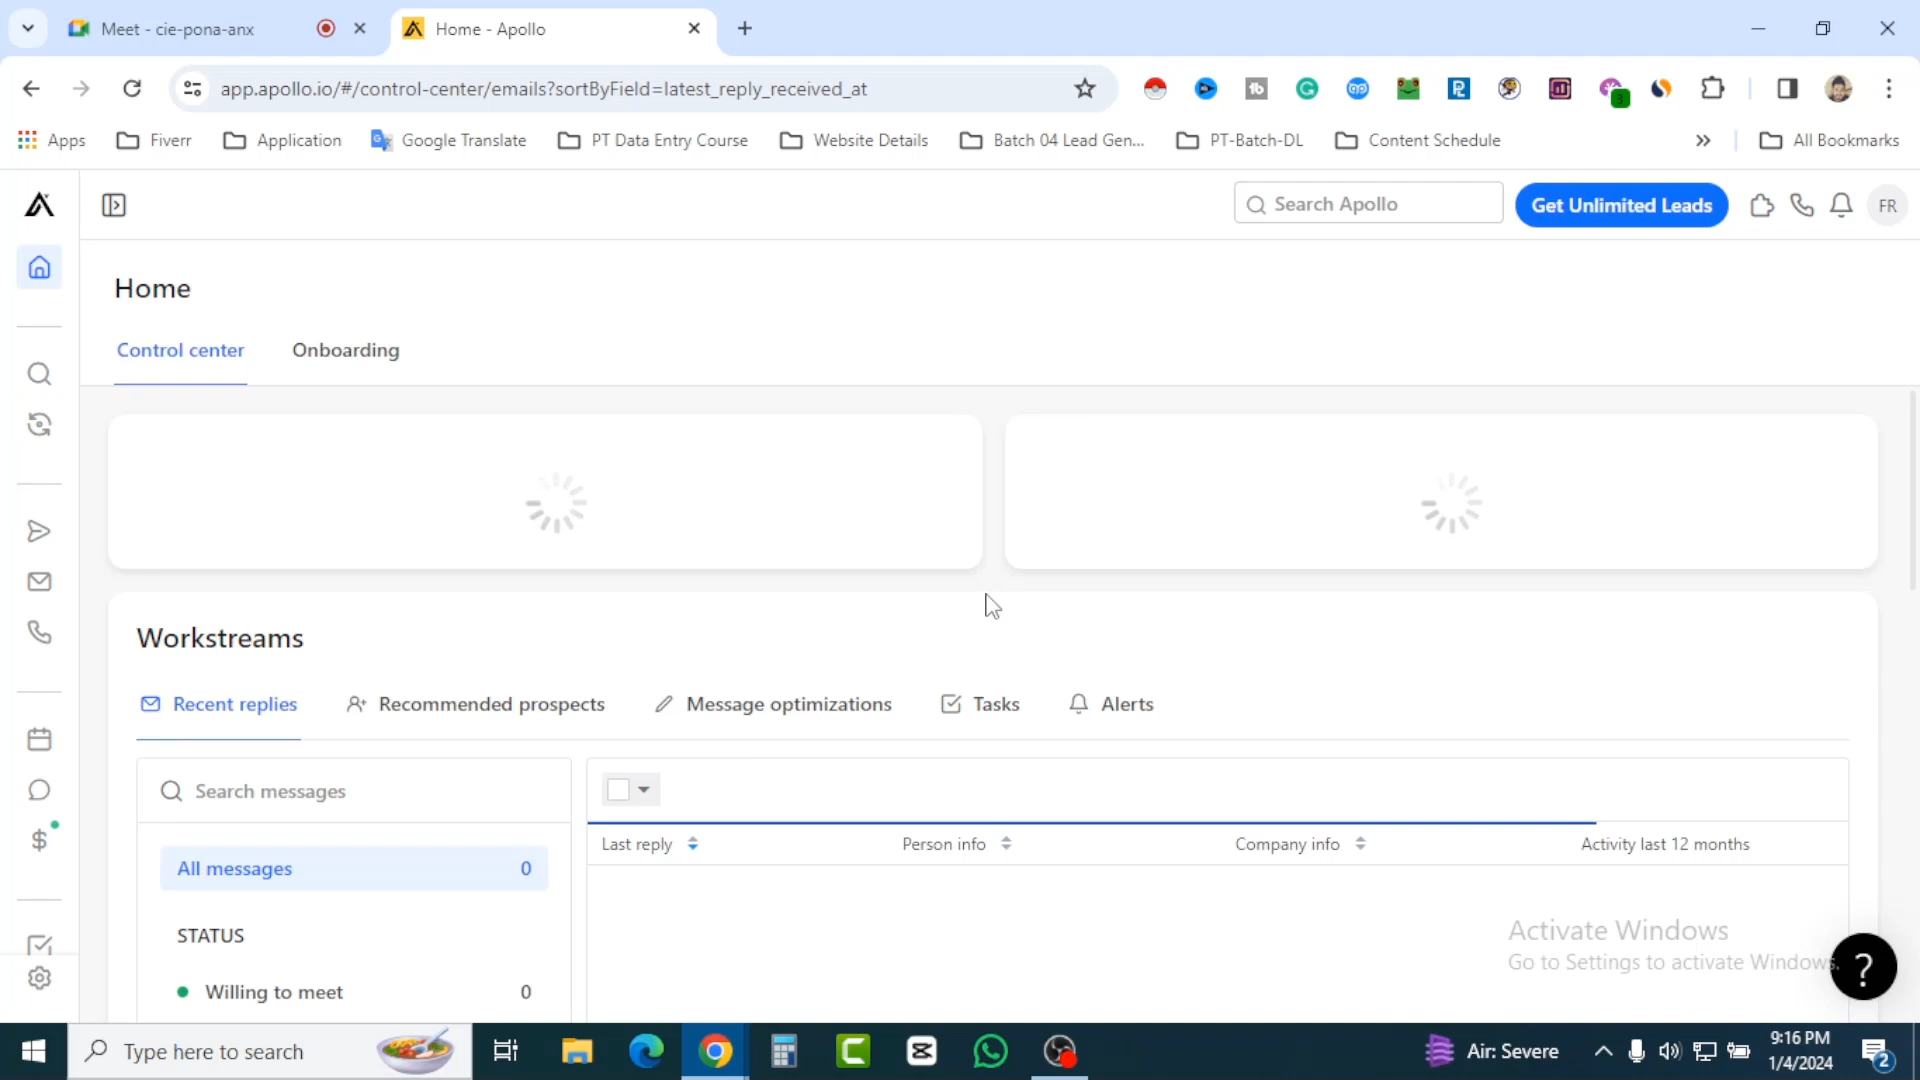 Meet - cie-pona-anx
Home - Apollo
app.apollo.io/#/control-center/emails?sortByField=latest_reply_received_at
Apps
Fiverr
Application
Google Translate
PT Data Entry Course
Website Details
Batch 04 Lead Gen...
PT-Batch-DL
Content Schedule
All Bookmarks
Search Apollo
Get Unlimited Leads
FR
Home
Control center
Onboarding
Workstreams
Recent replies
Recommended prospects
Message optimizations
Tasks
Alerts
Search messages
Last reply
Person info
Company info
Activity last 12 months
All messages 0
STATUS
Willing to meet 0
Activate Windows
Go to Settings to activate Windows.
?
Type here to search
Air: Severe
9:16 PM
1/4/2024
2